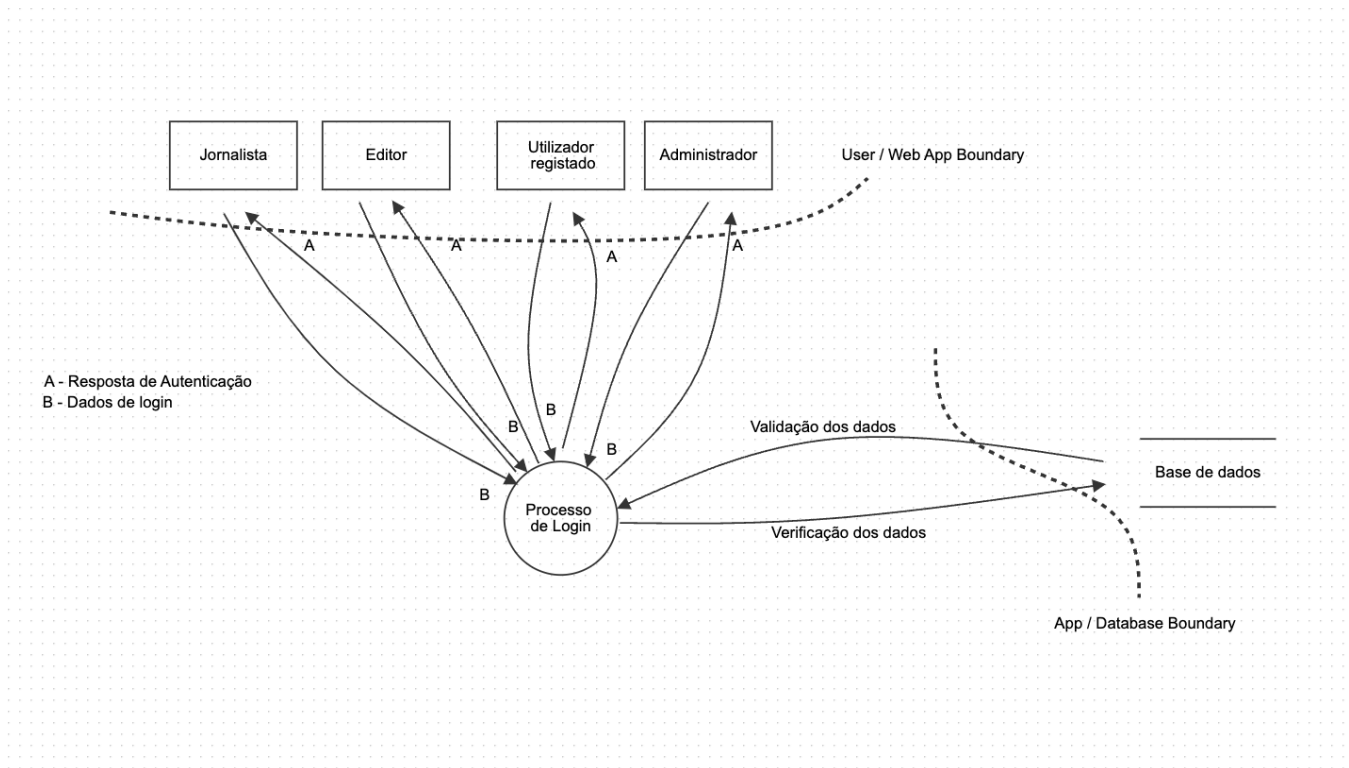 Jornalista
Editor
Utilizador
registado
Administrador
User / Web App Boundary
A
A
A
A
A - Resposta de Autenticação
B - Dados de login
B
B
B
B
Validação dos dados
Base de dados
Processo
de Login
Verificação dos dados
App / Database Boundary